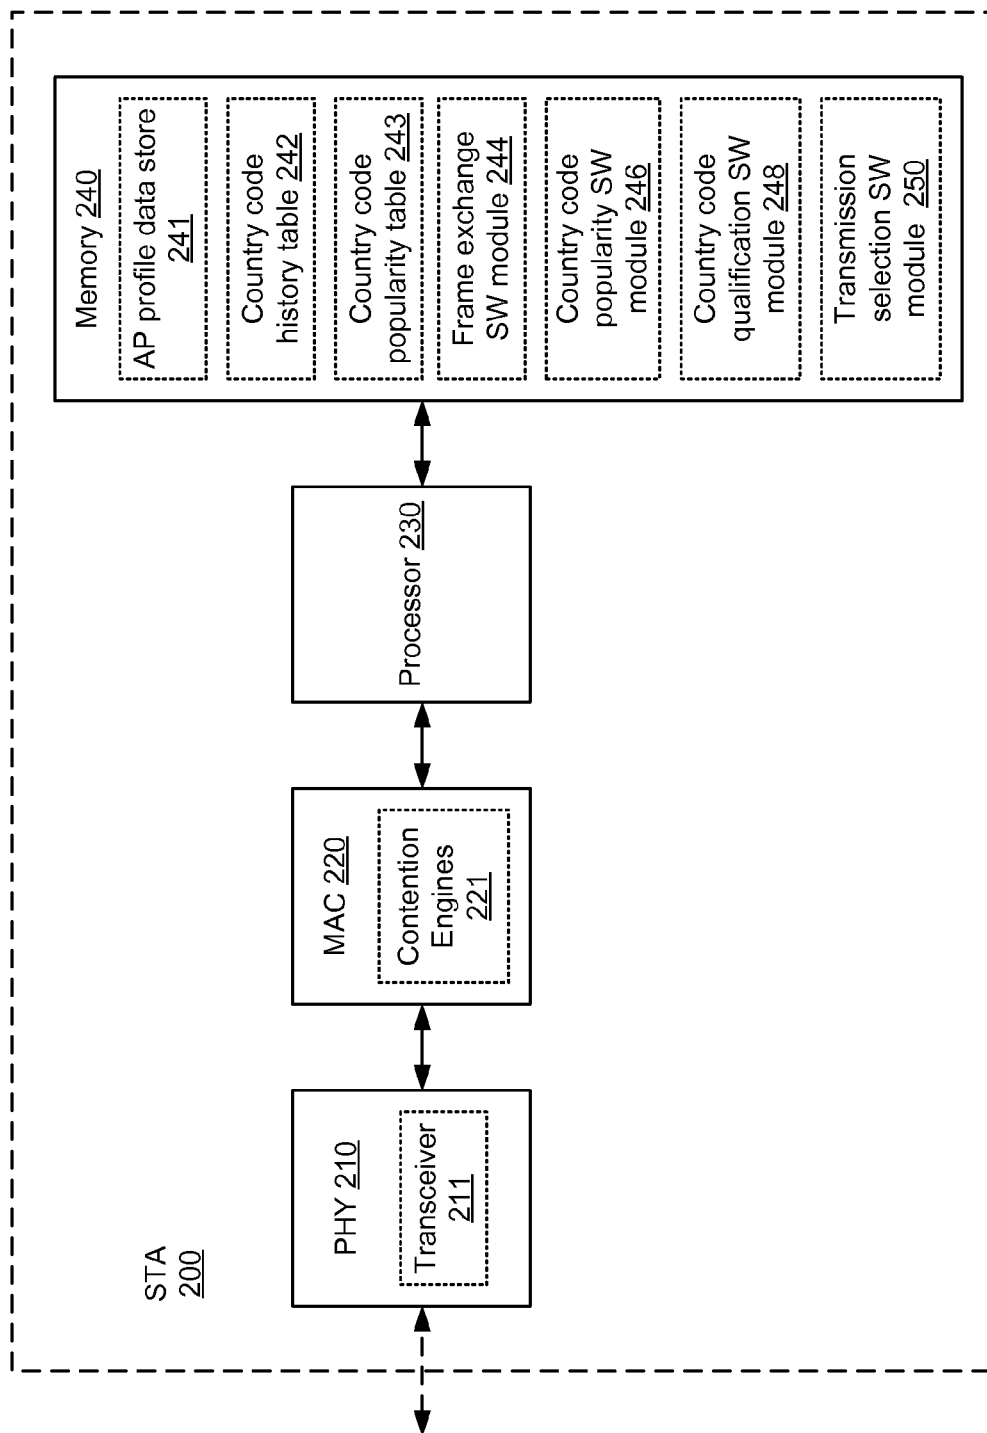 STA
200
PHY 210
Transceiver
211
MAC 220
Contention
Engines
221
Processor 230
Memory 240
AP profile data store
241
Country code
history table 242
Country code
popularity table 243
Frame exchange
SW module 244
Country code
popularity SW
module 246
Country code
qualification SW
module 248
Transmission
selection SW
module 250